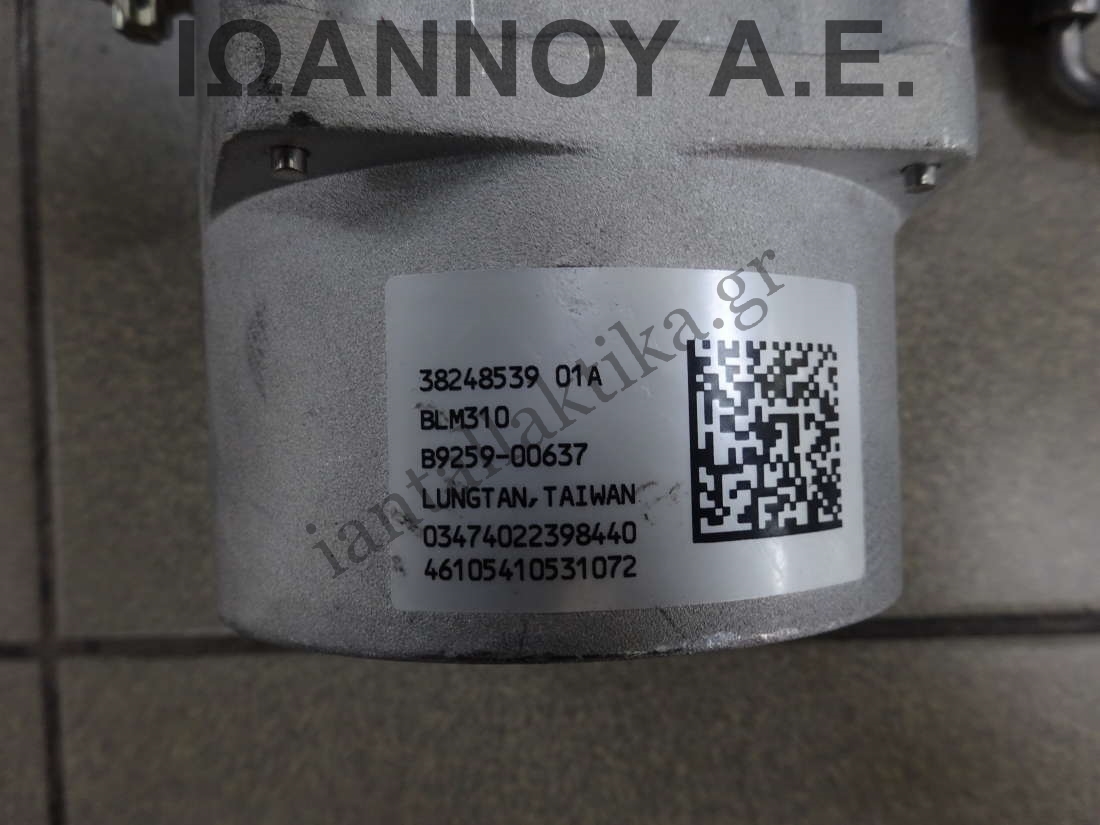 ΙΩΑΝΝΟΥ Α.Ε.
iantallaktika.gr
38248539 01A
BLM310
B9259-00637
LUNGTAN,TAIWAN
03474022398440
46105410531072